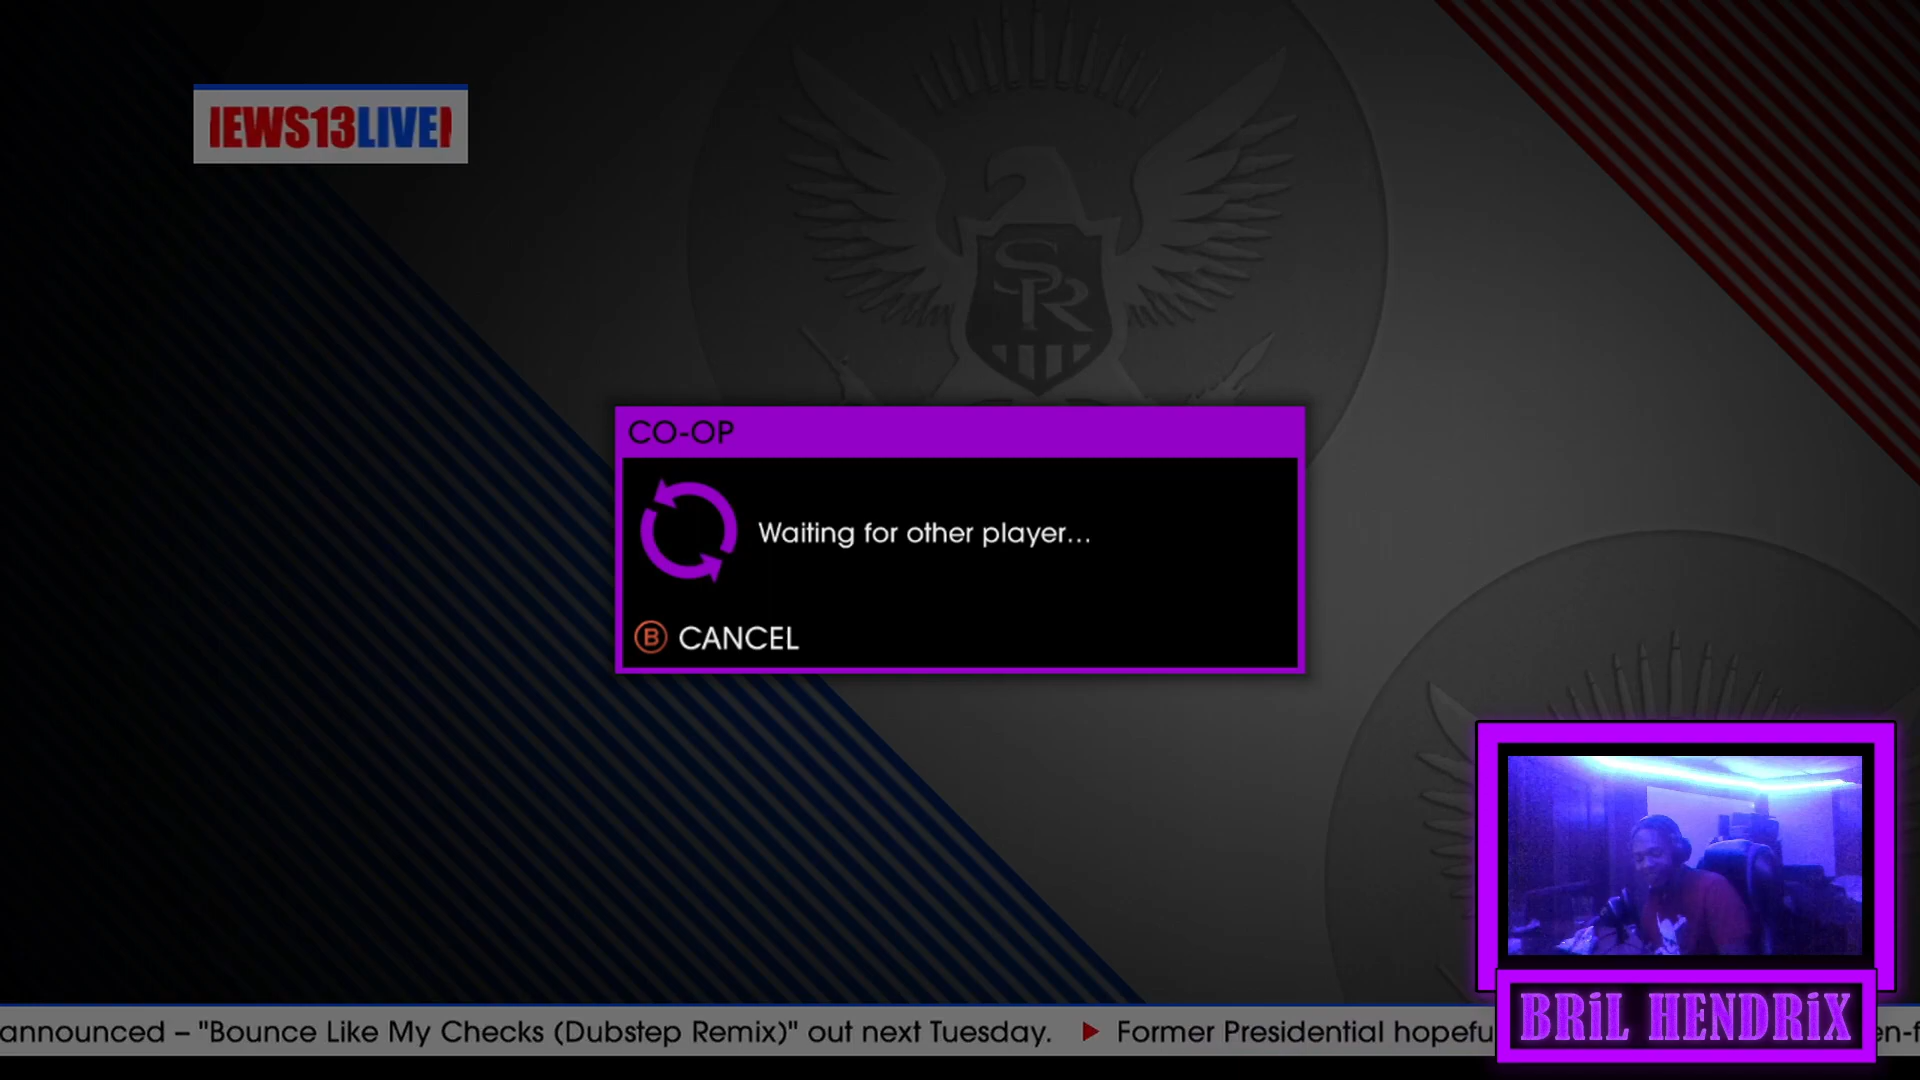 IEWS13LIVEI
SR
CO-OP
Waiting for other player...
B CANCEL
announced – "Bounce Like My Checks (Dubstep Remix)" out next Tuesday. ▶ Former Presidential hopefu
BRiL HENDRiX